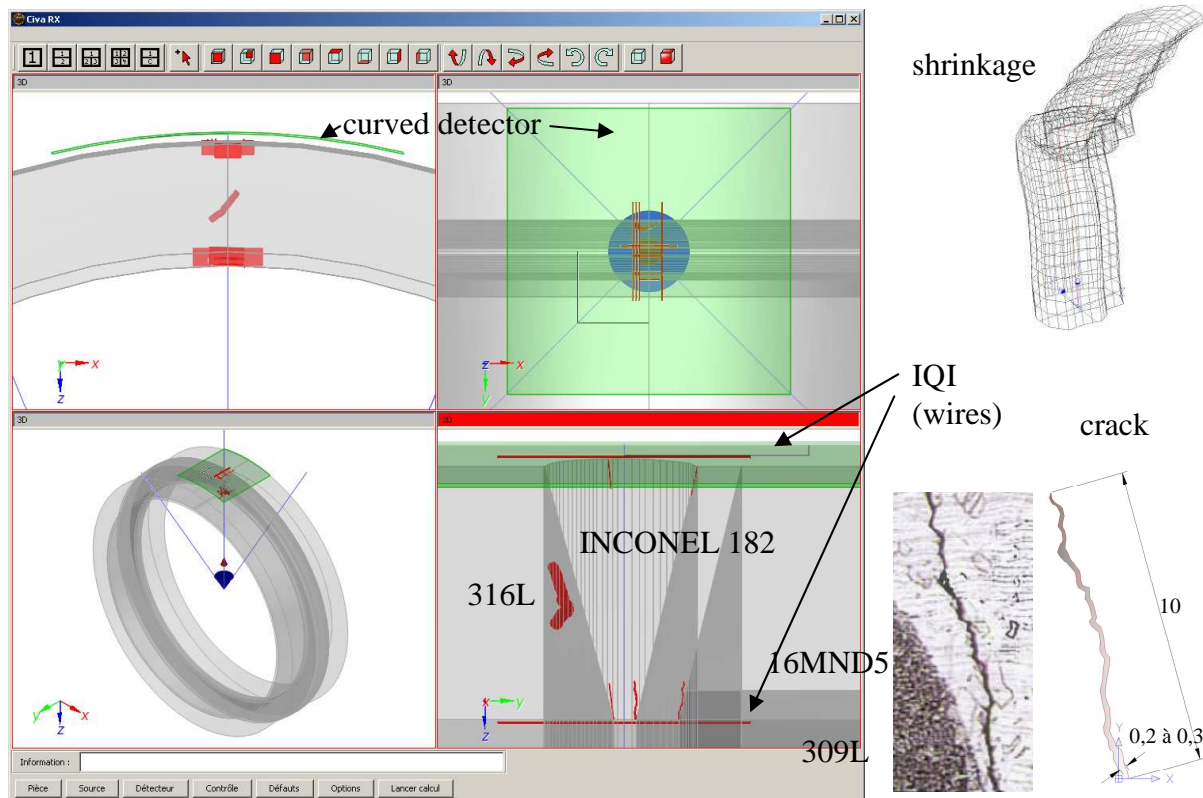 Civa RX
3D
3D
curved detector
x
z
z
x
y
3D
3D
y
x
z
INCONEL 182
316L
16MND5
309L
x
y
z
shrinkage
IQI
(wires)
crack
10
0,2 à 0,3
Y
X
Information :
Pièce
Source
Détecteur
Contrôle
Défauts
Options
Lancer calcul